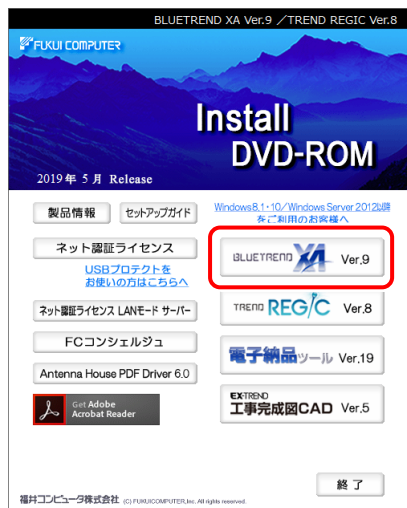 BLUETREND XA Ver.9 ／TREND REGIC Ver.8
FUKUI COMPUTER
Install
DVD-ROM
2019年 5月 Release
製品情報
セットアップガイド
Windows8.1・10／Windows Server 2012以降
をご利用のお客様へ
ネット認証ライセンス
USBプロテクトを
お使いの方はこちらへ
BLUETREND XA Ver.9
ネット認証ライセンス LANモード サーバー
TREND REGIC Ver.8
FCコンシェルジュ
電子納品ツール Ver.19
Antenna House PDF Driver 6.0
Get Adobe
Acrobat Reader
EX-TREND
工事完成図CAD Ver.5
終 了
福井コンピュータ株式会社 (C) FUKUICOMPUTER,Inc. All rights reserved.